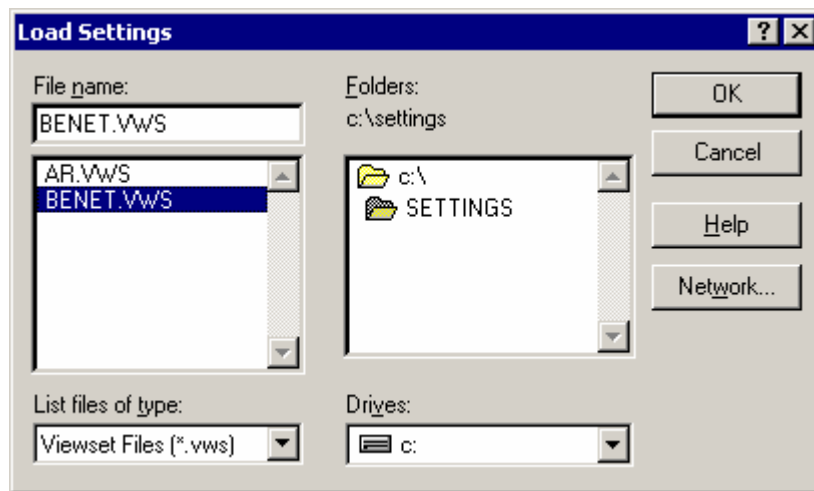 Load Settings
File name:
BENET.VWS
AR.VWS
BENET.VWS
List files of type:
Viewset Files (*.vws)
Folders:
c:\settings
c:\
SETTINGS
Drives:
c:
OK
Cancel
Help
Network...